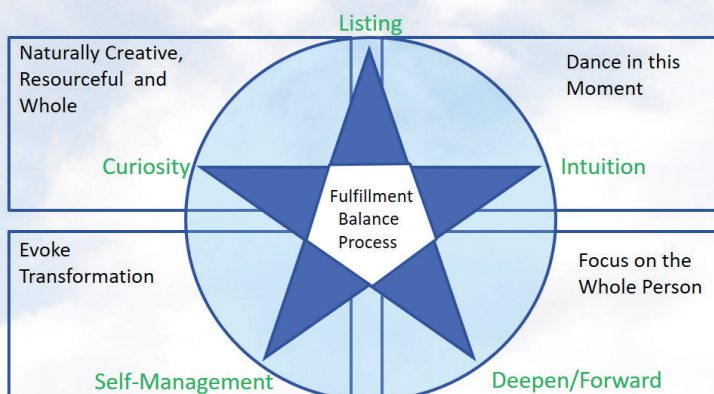 Listing
Naturally Creative,
Resourceful and
Whole
Dance in this
Moment
Curiosity
Intuition
Fulfillment
Balance
Process
Evoke
Transformation
Focus on the
Whole Person
Self-Management
Deepen/Forward